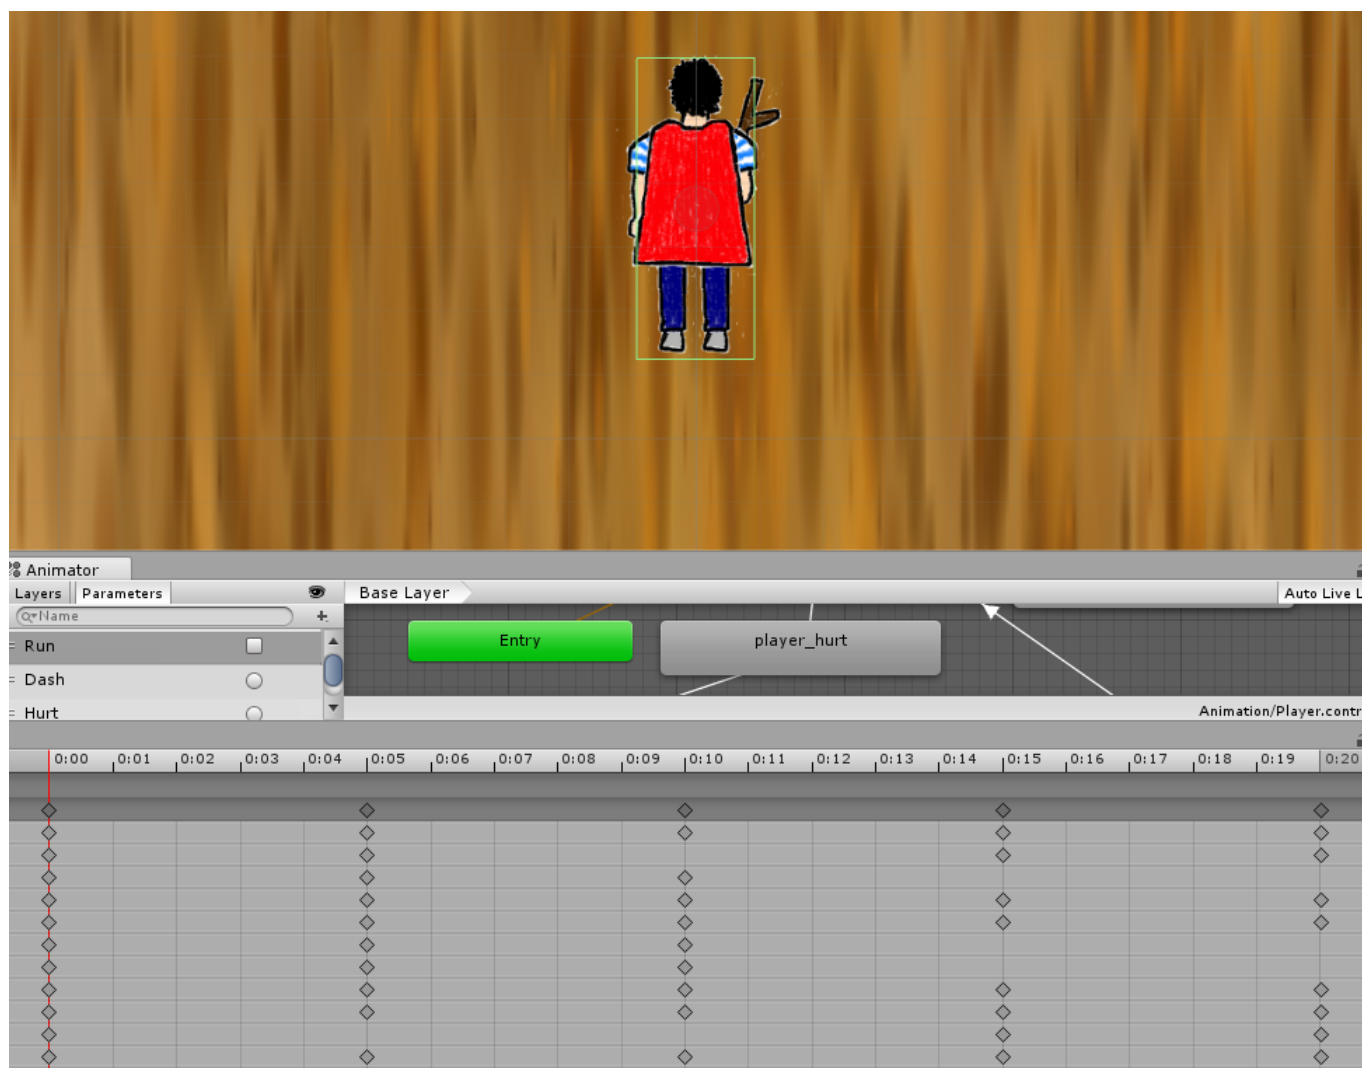 Animator
Layers Parameters Base Layer Auto Live L
Name
Run
Dash
Hurt
Entry
player_hurt
Animation/Player.contr
0:00 0:01 0:02 0:03 0:04 0:05 0:06 0:07 0:08 0:09 0:10 0:11 0:12 0:13 0:14 0:15 0:16 0:17 0:18 0:19 0:20